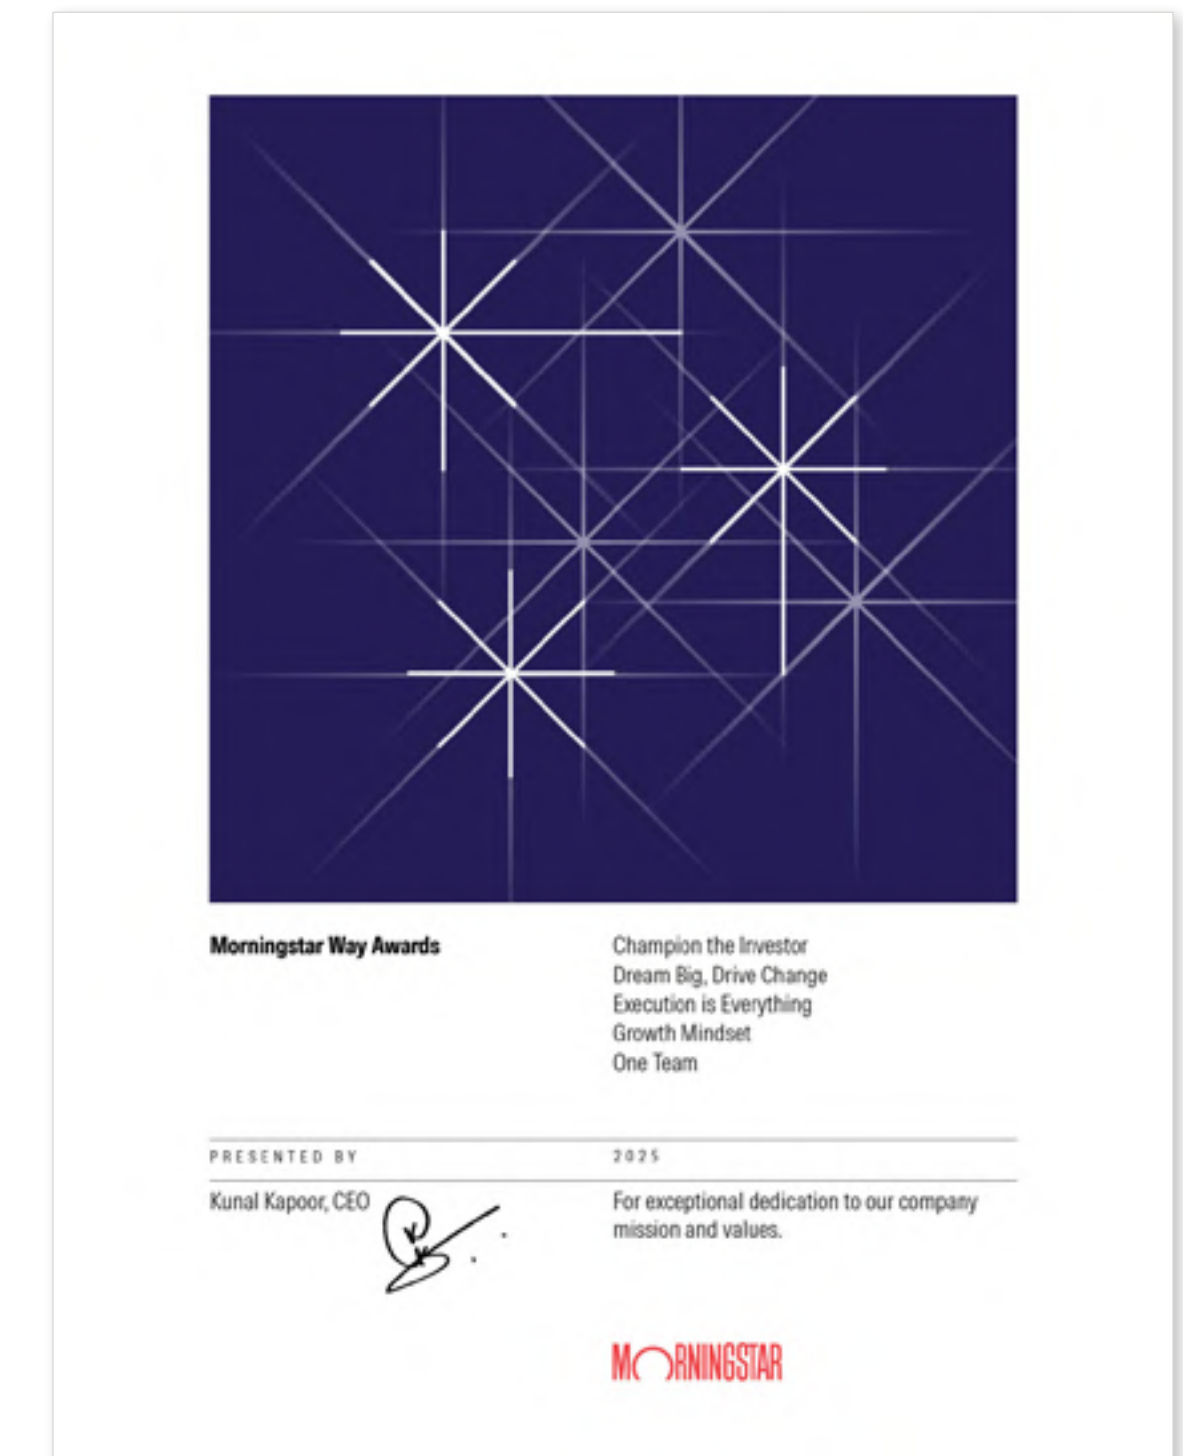 Morningstar Way Awards
Champion the Investor
Dream Big, Drive Change
Execution is Everything
Growth Mindset
One Team
PRESENTED BY
2025
Kunal Kapoor, CEO
For exceptional dedication to our company
mission and values.
MORNINGSTAR